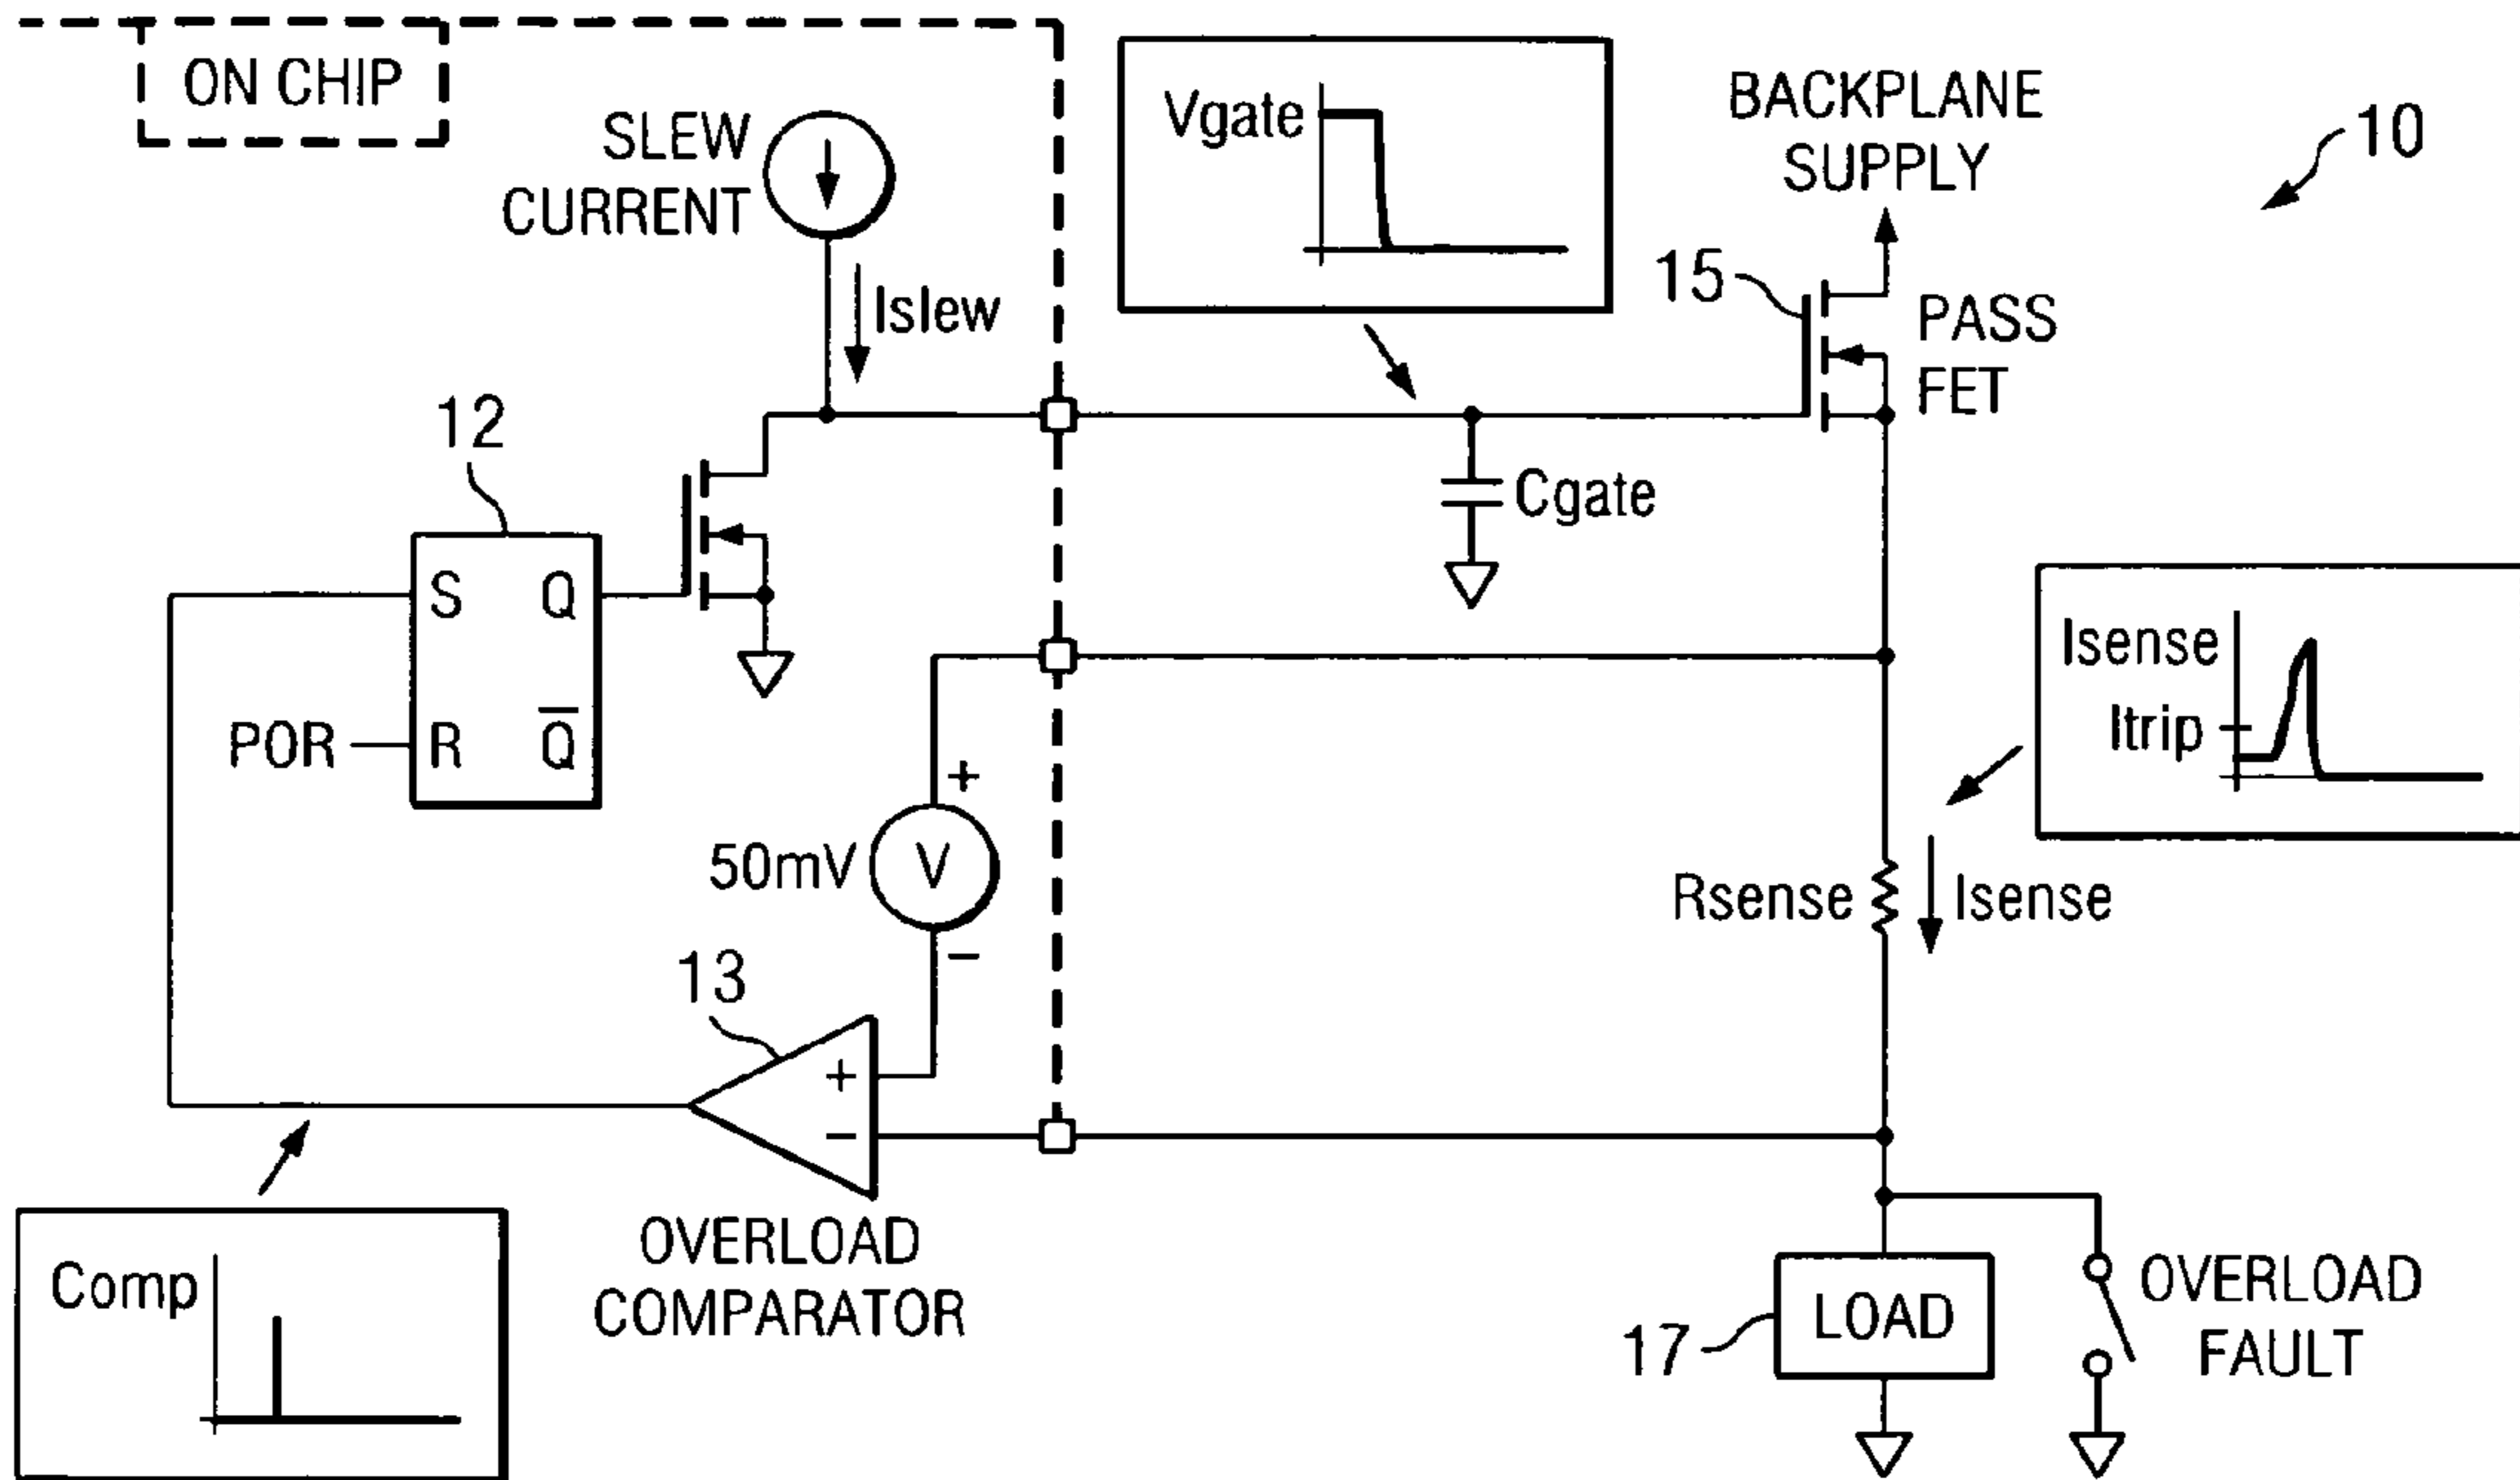 ON CHIP
SLEW
CURRENT
Islew
Vgate
BACKPLANE
SUPPLY
10
15
PASS
FET
12
Cgate
S Q
POR R Q̅
Isense
Itrip
+
50mV V
−
Rsense
Isense
13
+
−
OVERLOAD
COMPARATOR
Comp
LOAD
17
OVERLOAD
FAULT